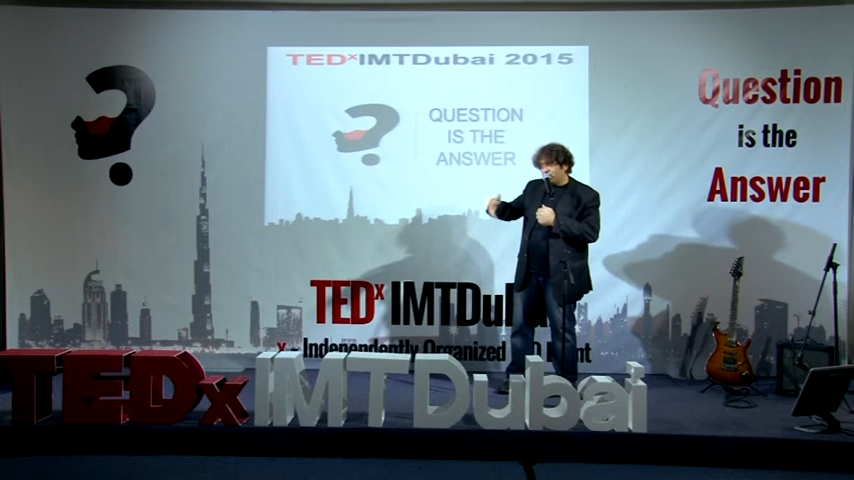 TEDxIMTDubai 2015
QUESTION
IS THE
ANSWER
Question
is the
Answer
TEDx IMTDu
x = Independently Organized
TEDxIMTDubai